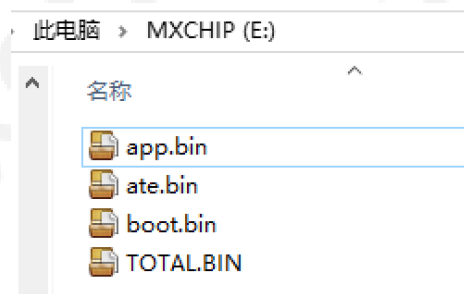 此电脑 > MXCHIP (E:)
名称
app.bin
ate.bin
boot.bin
TOTAL.BIN